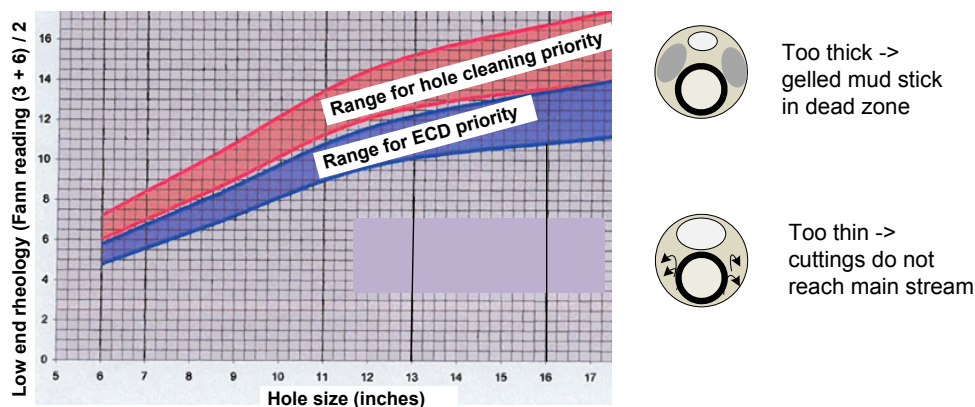 Low end rheology (Fann reading (3 + 6) / 2
16
14
12
10
8
6
4
2
0
5
6
7
8
9
10
11
12
13
14
15
16
17
Hole size (inches)
Range for hole cleaning priority
Range for ECD priority
Too thick ->
gelled mud stick
in dead zone
Too thin ->
cuttings do not
reach main stream